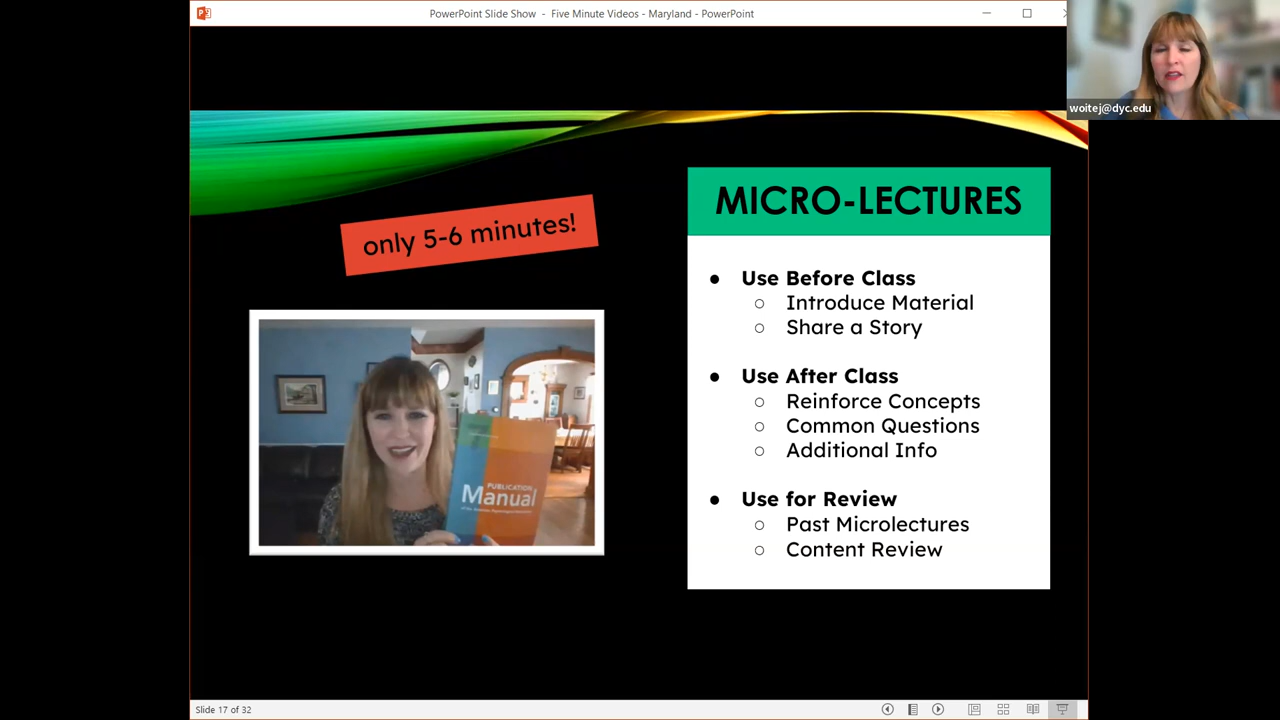 PowerPoint Slide Show - Five Minute Videos - Maryland - PowerPoint
woitej@dyc.edu
only 5-6 minutes!
MICRO-LECTURES
● Use Before Class
○ Introduce Material
○ Share a Story
● Use After Class
○ Reinforce Concepts
○ Common Questions
○ Additional Info
● Use for Review
○ Past Microlectures
○ Content Review
PUBLICATION
Manual
Slide 17 of 32